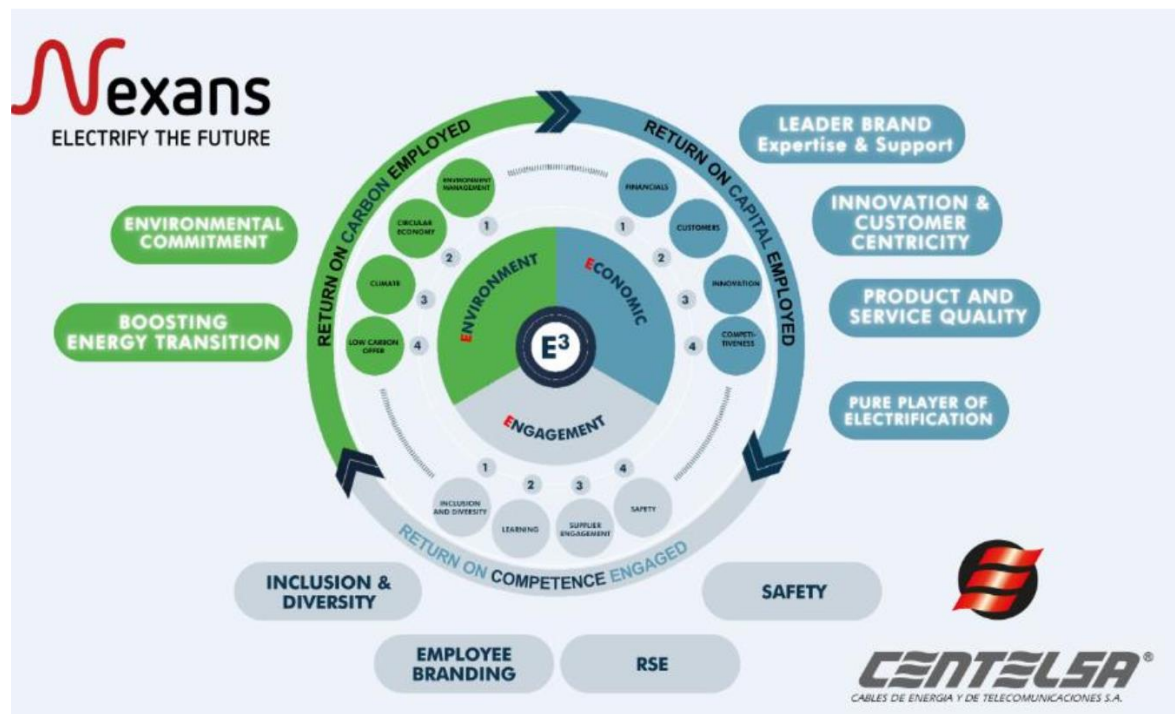 Nexans
ELECTRIFY THE FUTURE
ENVIRONMENTAL
COMMITMENT
BOOSTING
ENERGY TRANSITION
RETURN ON CARBON EMPLOYED
ENVIRONMENT
MANAGEMENT
1
CIRCULAR
ECONOMY
2
CLIMATE
3
LOW CARBON
OFFER
4
ENVIRONMENT
RETURN ON CAPITAL EMPLOYED
FINANCIALS
1
CUSTOMERS
2
INNOVATION
3
COMPETI-
TIVENESS
4
ECONOMIC
E³
ENGAGEMENT
1
INCLUSION
AND DIVERSITY
2
LEARNING
3
SUPPLIER
ENGAGEMENT
4
SAFETY
RETURN ON COMPETENCE ENGAGED
LEADER BRAND
Expertise & Support
INNOVATION &
CUSTOMER
CENTRICITY
PRODUCT AND
SERVICE QUALITY
PURE PLAYER OF
ELECTRIFICATION
INCLUSION &
DIVERSITY
EMPLOYEE
BRANDING
RSE
SAFETY
CENTELSA®
CABLES DE ENERGIA Y DE TELECOMUNICACIONES S.A.